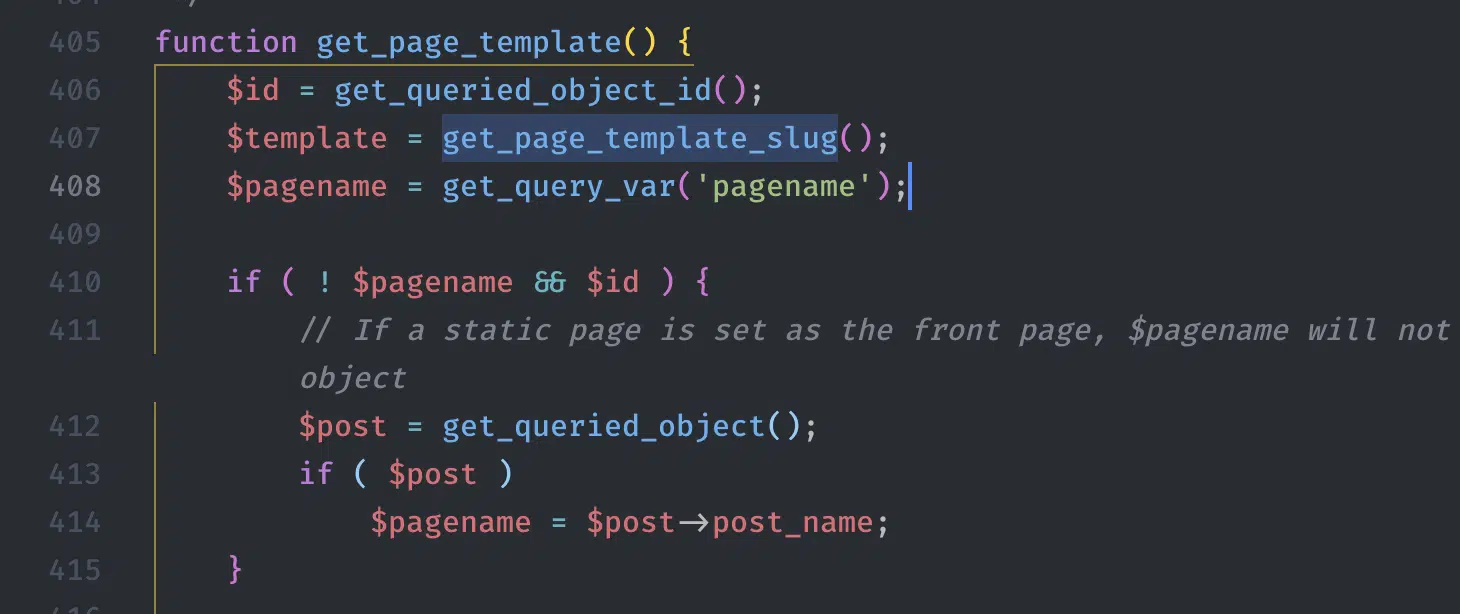 405 function get_page_template() {
406 $id = get_queried_object_id();
407 $template = get_page_template_slug();
408 $pagename = get_query_var('pagename');
409
410 if ( ! $pagename && $id ) {
411 // If a static page is set as the front page, $pagename will not
object
412 $post = get_queried_object();
413 if ( $post )
414 $pagename = $post->post_name;
415 }